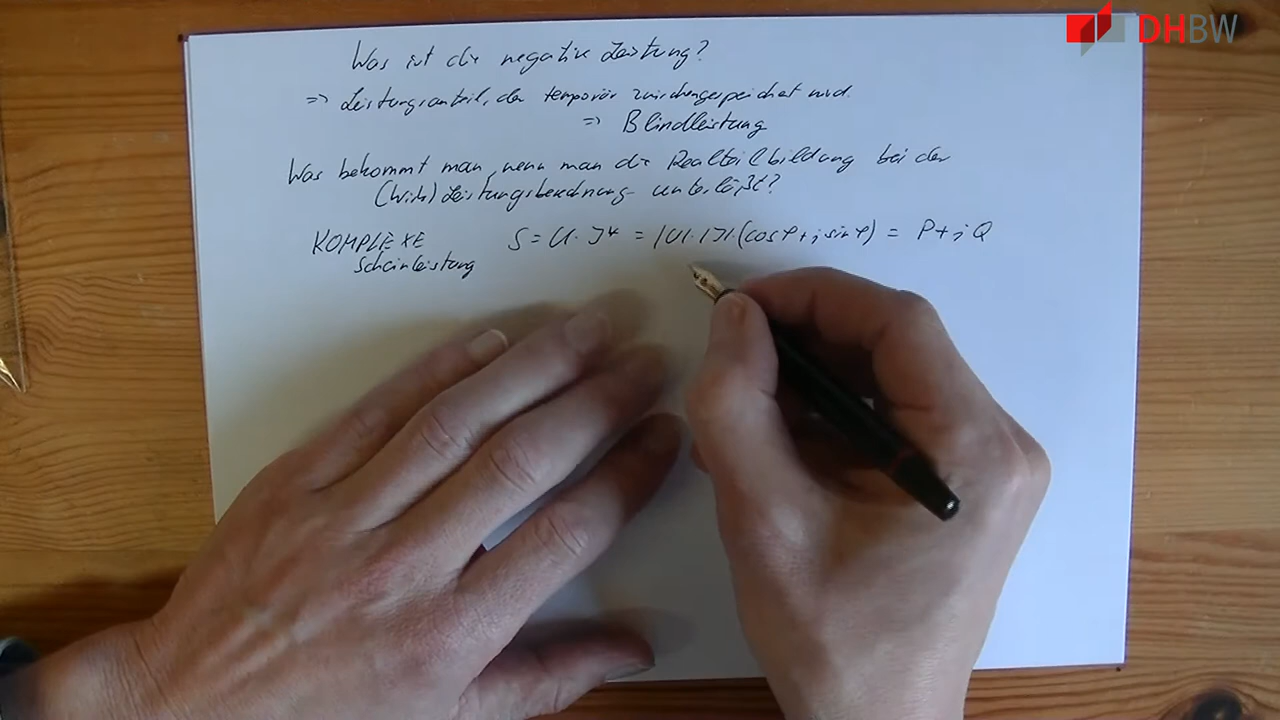 DHBW
Was ist die negative Leistung?
=> Leistungsanteil, der temporär zwischengespeichert wird.
=> Blindleistung
Was bekommt man, wenn man die Realteilbildung bei der
(Wirk)Leistungsberechnung unterläßt?
KOMPLEXE S = U · I* = |U| · |I| (cos φ + j sin φ) = P + j Q
Scheinleistung